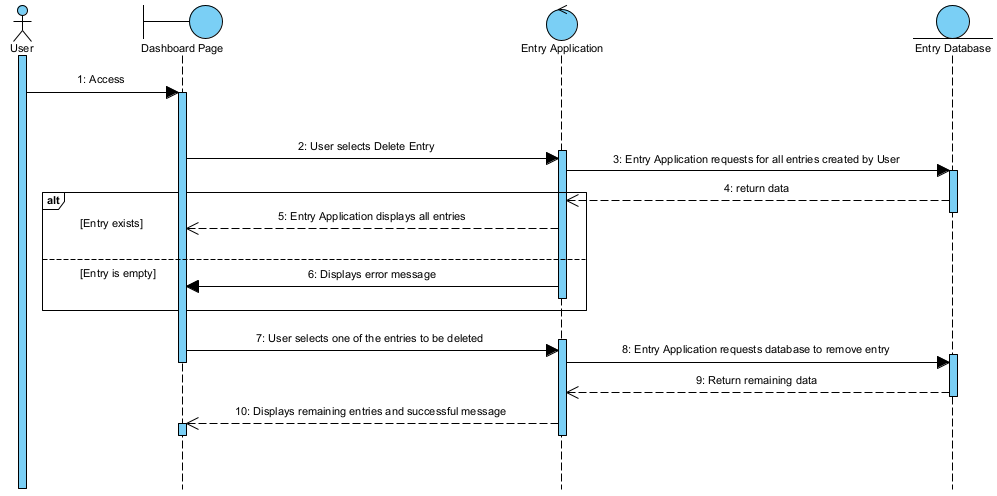 User
Dashboard Page
Entry Application
Entry Database
1: Access
2: User selects Delete Entry
3: Entry Application requests for all entries created by User
4: return data
alt
[Entry exists]
5: Entry Application displays all entries
[Entry is empty]
6: Displays error message
7: User selects one of the entries to be deleted
8: Entry Application requests database to remove entry
9: Return remaining data
10: Displays remaining entries and successful message